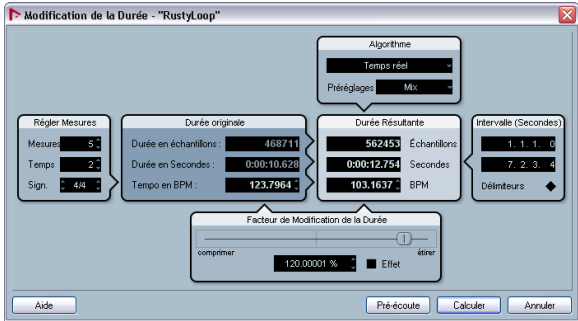 Modification de la Durée - "RustyLoop"
Algorithme
Temps réel
Préréglages Mix
Régler Mesures
Mesures 5
Temps 2
Sign. 4/4
Durée originale
Durée en échantillons : 468711
Durée en Secondes : 0:00:10.628
Tempo en BPM : 123.7964
Durée Résultante
562453 Échantillons
0:00:12.754 Secondes
103.1637 BPM
Intervalle (Secondes)
1. 1. 1. 0
7. 2. 3. 4
Délimiteurs
Facteur de Modification de la Durée
comprimer étirer
120.00001 % Effet
Aide Pré-écoute Calculer Annuler